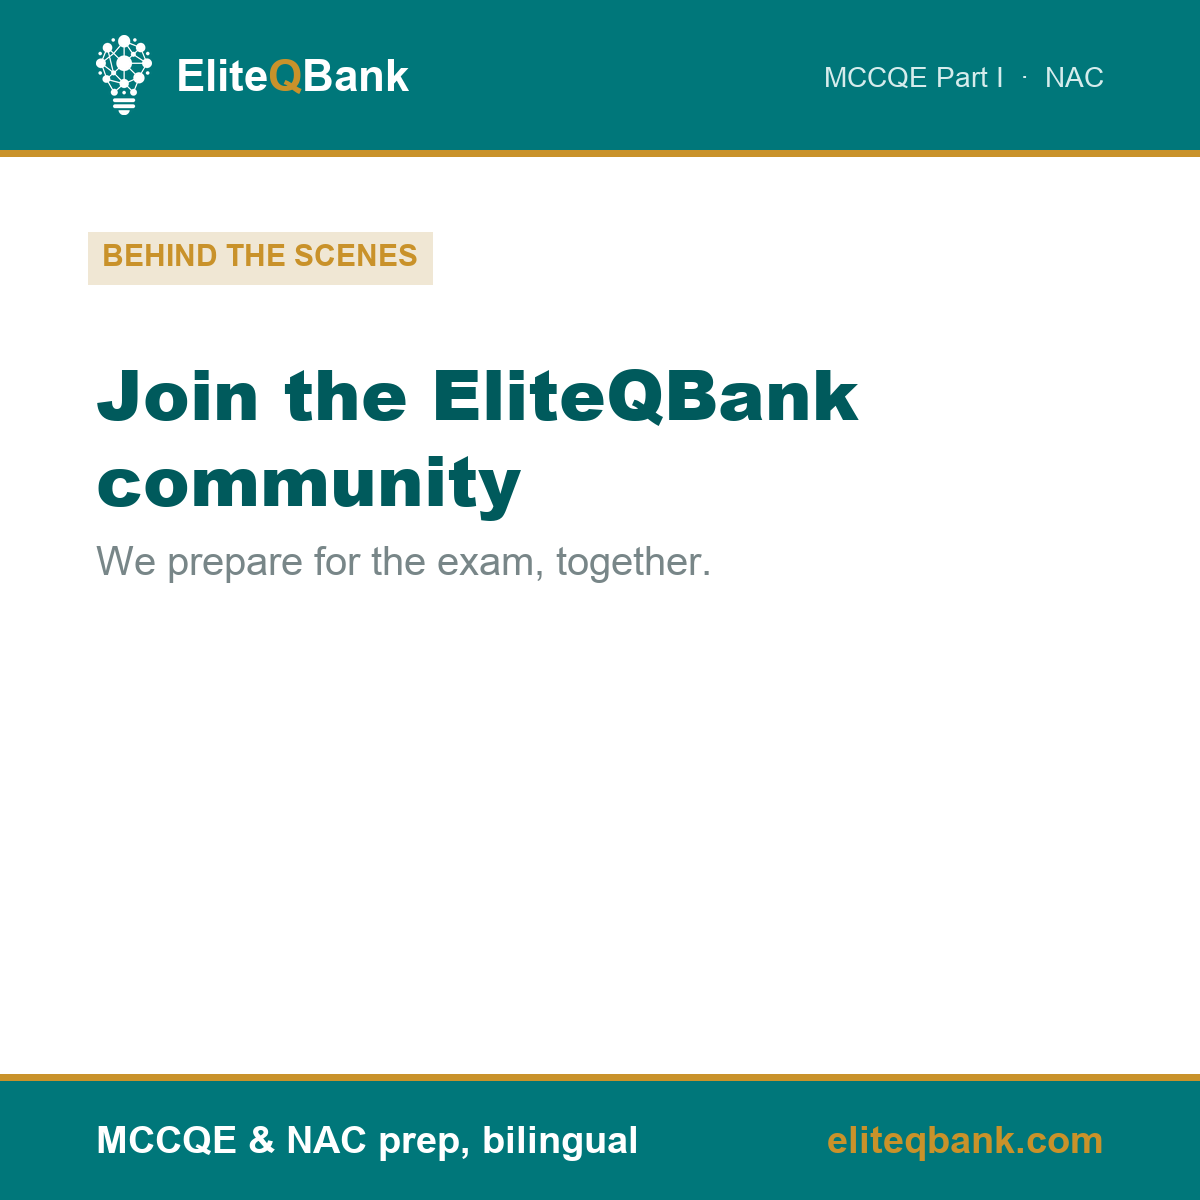 EliteQBank
MCCQE Part I · NAC
BEHIND THE SCENES
Join the EliteQBank
community
We prepare for the exam, together.
MCCQE & NAC prep, bilingual
eliteqbank.com